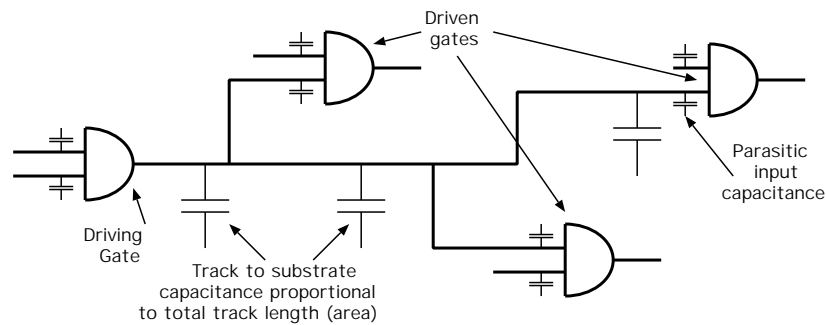 Driven
gates
Driving
Gate
Track to substrate
capacitance proportional
to total track length (area)
Parasitic
input
capacitance